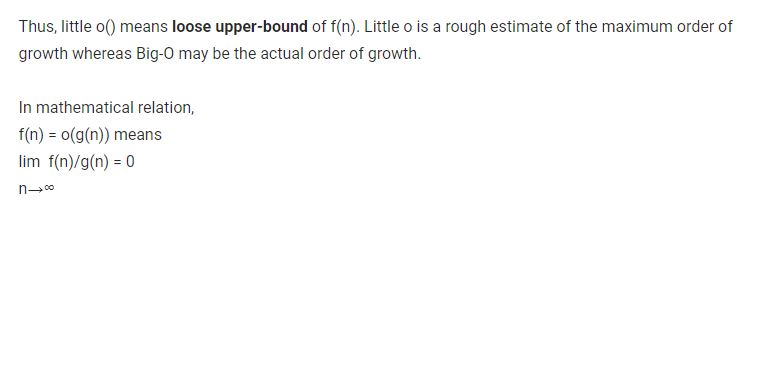 Thus, little o() means loose upper-bound of f(n). Little o is a rough estimate of the maximum order of
growth whereas Big-O may be the actual order of growth.
In mathematical relation,
f(n) = o(g(n)) means
lim  f(n)/g(n) = 0
n→∞